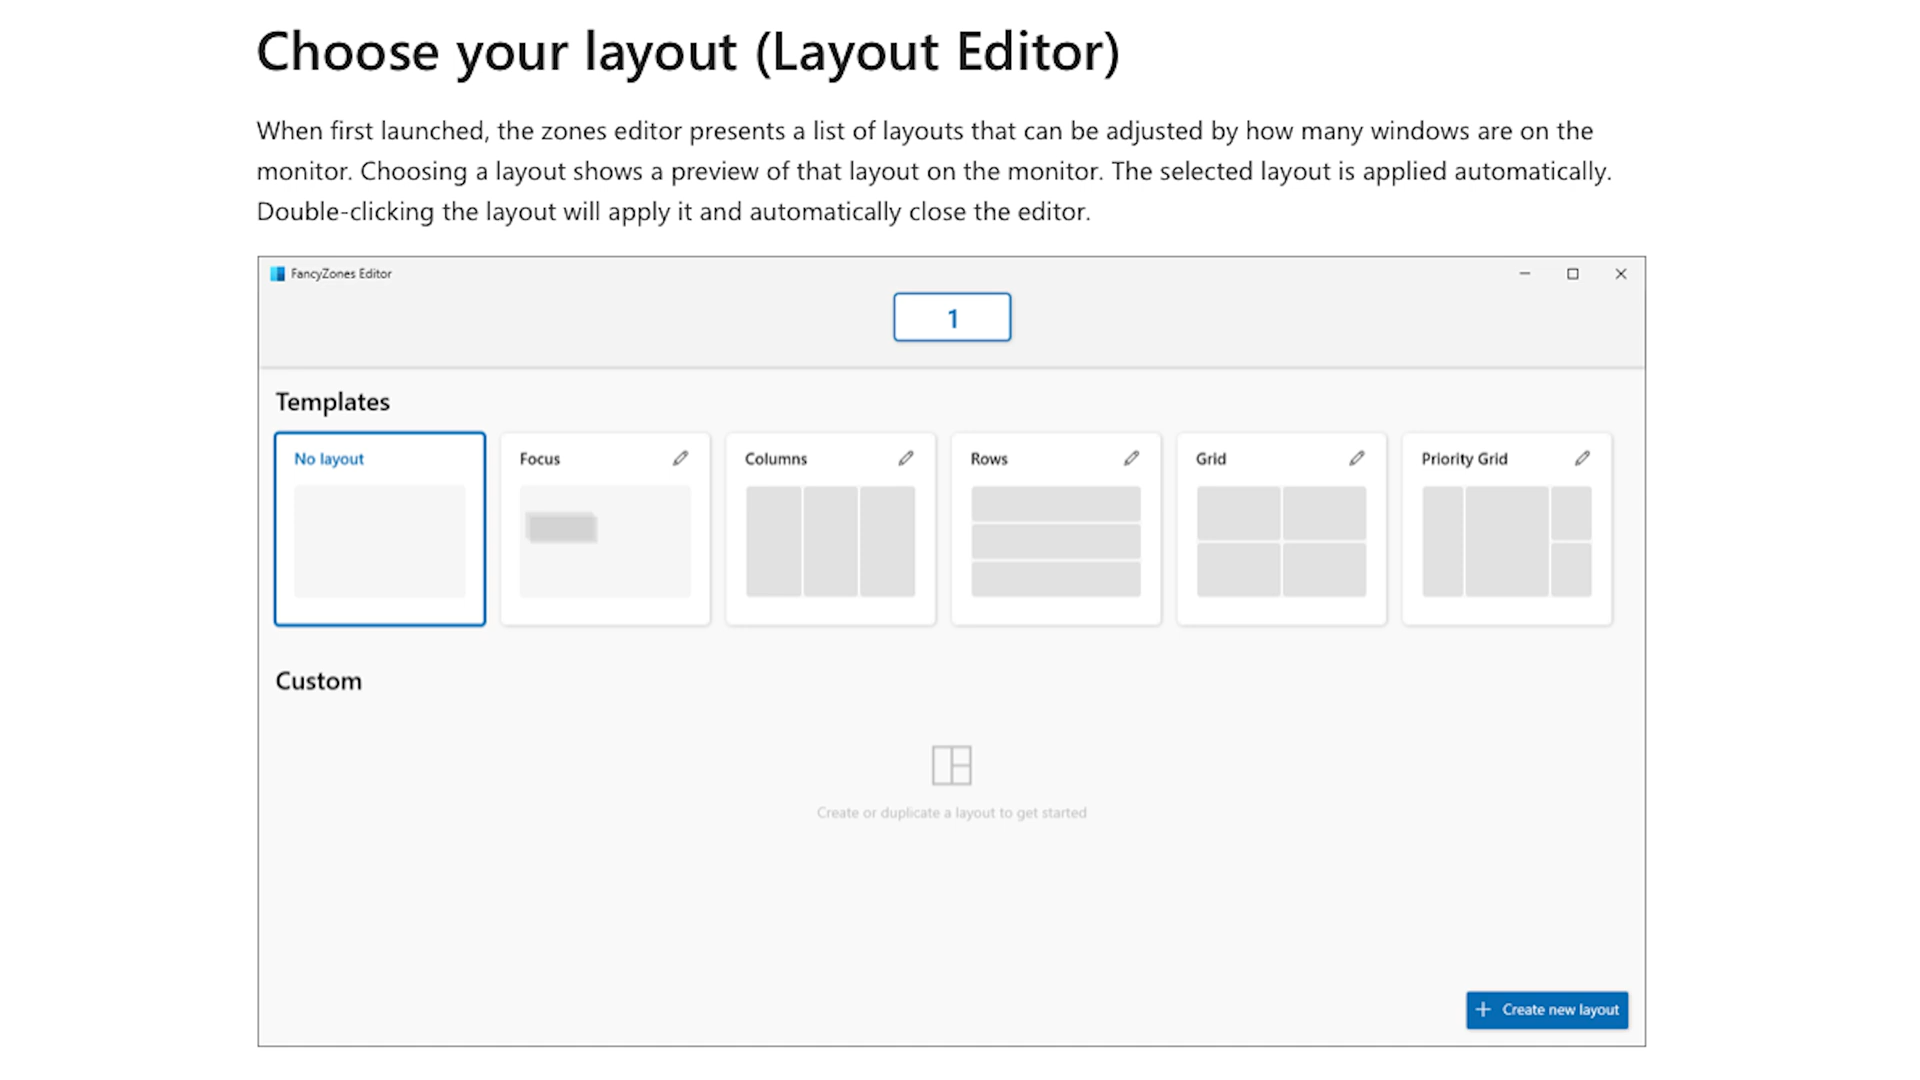 Choose your layout (Layout Editor)
When first launched, the zones editor presents a list of layouts that can be adjusted by how many windows are on the
monitor. Choosing a layout shows a preview of that layout on the monitor. The selected layout is applied automatically.
Double-clicking the layout will apply it and automatically close the editor.
FancyZones Editor
1
Templates
No layout
Focus
Columns
Rows
Grid
Priority Grid
Custom
Create or duplicate a layout to get started
Create new layout